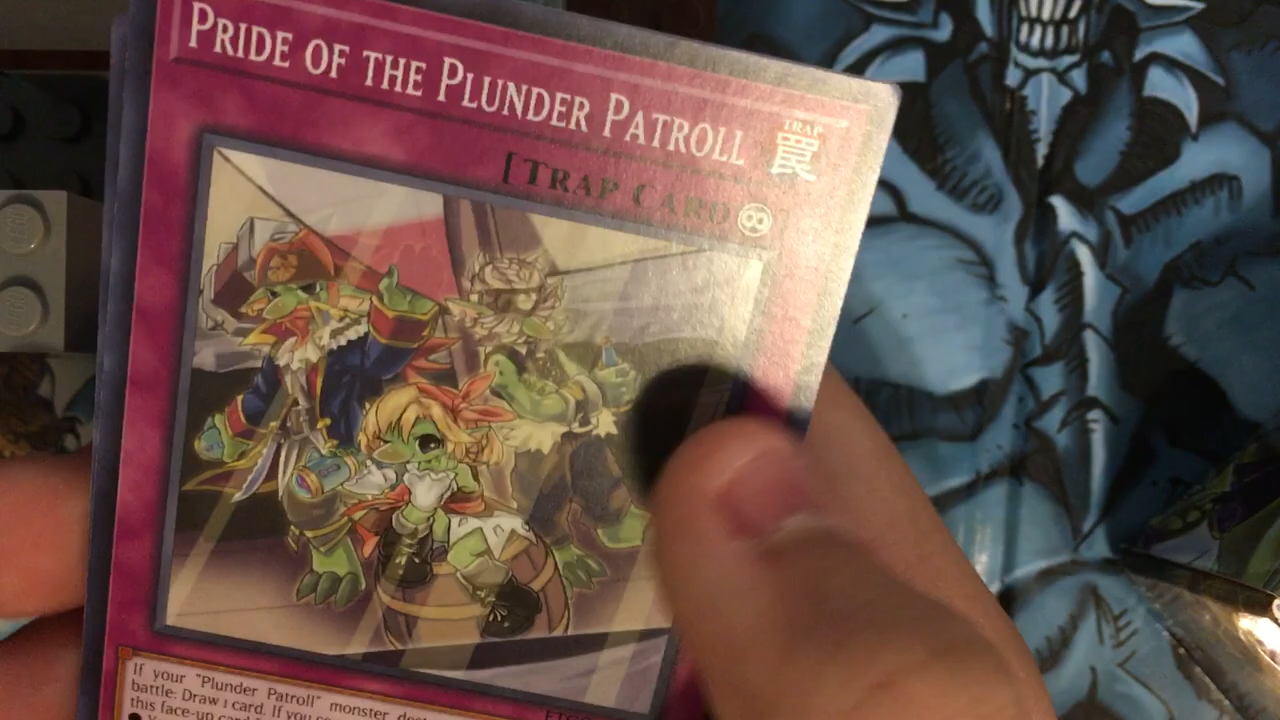 PRIDE OF THE PLUNDER PATROLL
TRAP
罠
[TRAP CARD
If your "Plunder Patroll" monster
battle: Draw 1 card. If you
this face-up card